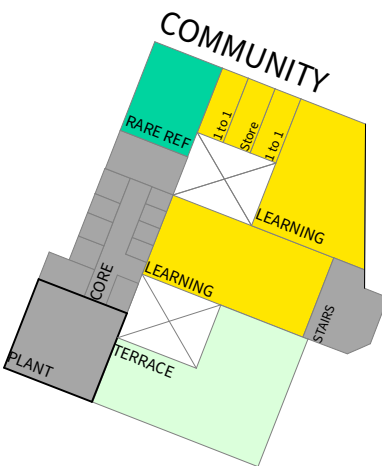 COMMUNITY
RARE REF
1 to 1
Store
1 to 1
LEARNING
LEARNING
CORE
STAIRS
TERRACE
PLANT